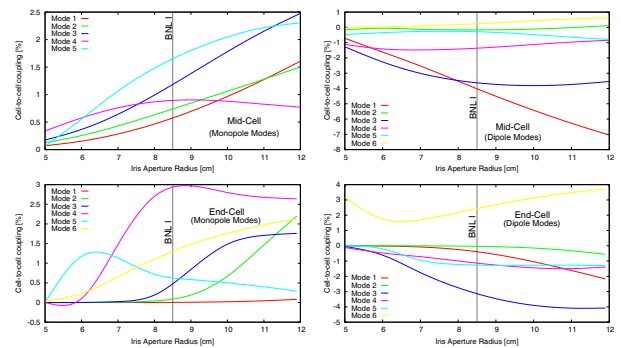 2.5
2
1.5
1
0.5
0
Cell-to-cell coupling [%]
Mode 1
Mode 2
Mode 3
Mode 4
Mode 5
BNL I
Mid-Cell
(Monopole Modes)
5 6 7 8 9 10 11 12
Iris Aperture Radius [cm]
1
0
-1
-2
-3
-4
-5
-6
-7
-8
Cell-to-cell coupling [%]
Mode 1
Mode 2
Mode 3
Mode 4
Mode 5
Mode 6
BNL I
Mid-Cell
(Dipole Modes)
5 6 7 8 9 10 11 12
Iris Aperture Radius [cm]
3
2.5
2
1.5
1
0.5
0
-0.5
Cell-to-cell coupling [%]
Mode 1
Mode 2
Mode 3
Mode 4
Mode 5
Mode 6
BNL I
End-Cell
(Monopole Modes)
5 6 7 8 9 10 11 12
Iris Aperture Radius [cm]
4
3
2
1
0
-1
-2
-3
-4
-5
Cell-to-cell coupling [%]
BNL I
End-Cell
(Dipole Modes)
Mode 1
Mode 2
Mode 3
Mode 4
Mode 5
Mode 6
5 6 7 8 9 10 11 12
Iris Aperture Radius [cm]